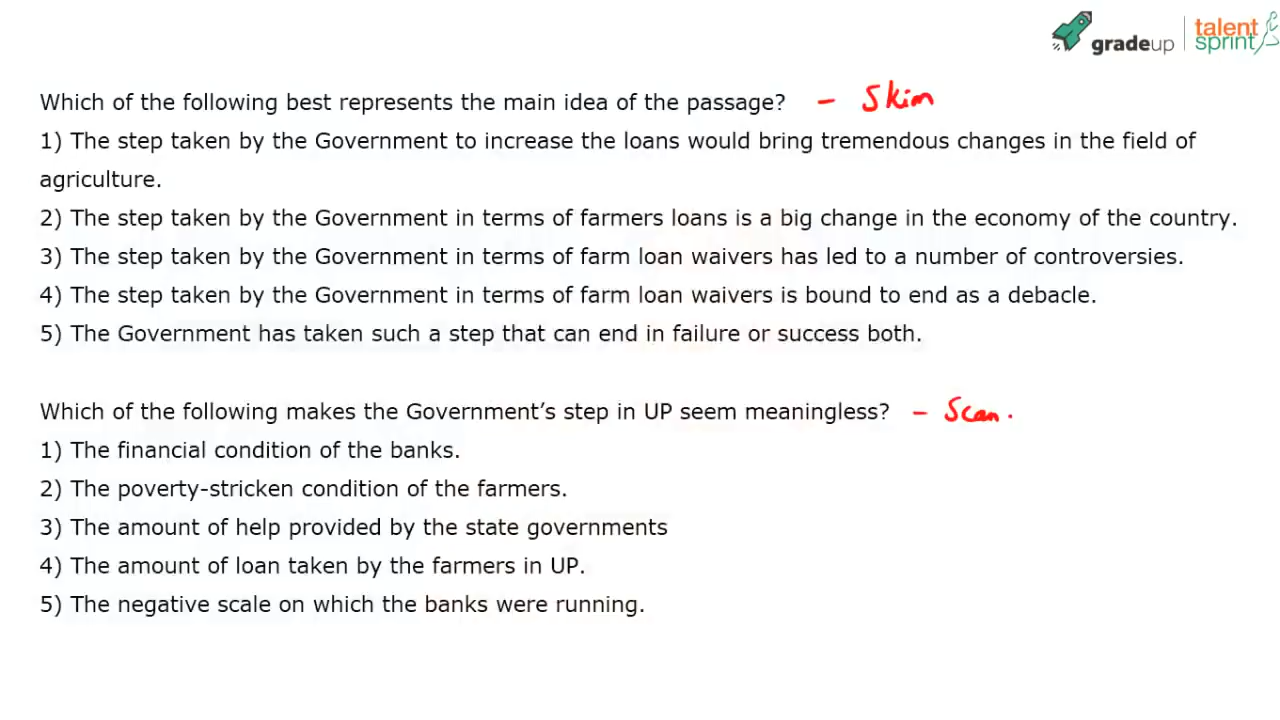 gradeup
talent
sprint
Which of the following best represents the main idea of the passage? - Skim
1) The step taken by the Government to increase the loans would bring tremendous changes in the field of
agriculture.
2) The step taken by the Government in terms of farmers loans is a big change in the economy of the country.
3) The step taken by the Government in terms of farm loan waivers has led to a number of controversies.
4) The step taken by the Government in terms of farm loan waivers is bound to end as a debacle.
5) The Government has taken such a step that can end in failure or success both.
Which of the following makes the Government’s step in UP seem meaningless? - Scan.
1) The financial condition of the banks.
2) The poverty-stricken condition of the farmers.
3) The amount of help provided by the state governments
4) The amount of loan taken by the farmers in UP.
5) The negative scale on which the banks were running.